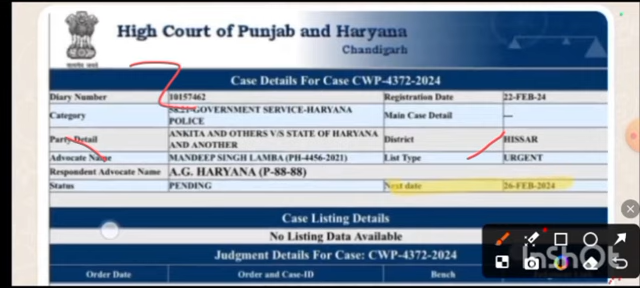 High Court of Punjab and Haryana
Chandigarh
Case Details For Case CWP-4372-2024
Diary Number 10157462 Registration Date 22-FEB-24
Category GOVERNMENT SERVICE-HARYANA POLICE Main Case Detail ---
Party Detail ANKITA AND OTHERS V/S STATE OF HARYANA AND ANOTHER District HISSAR
Advocate Name MANDEEP SINGH LAMBA (PH-4456-2021) List Type URGENT
Respondent Advocate Name A.G. HARYANA (P-88-88)
Status PENDING Next date 26-FEB-2024
Case Listing Details
No Listing Data Available
Judgment Details For Case: CWP-4372-2024
Order Date Order and Case-ID Bench
InShOt